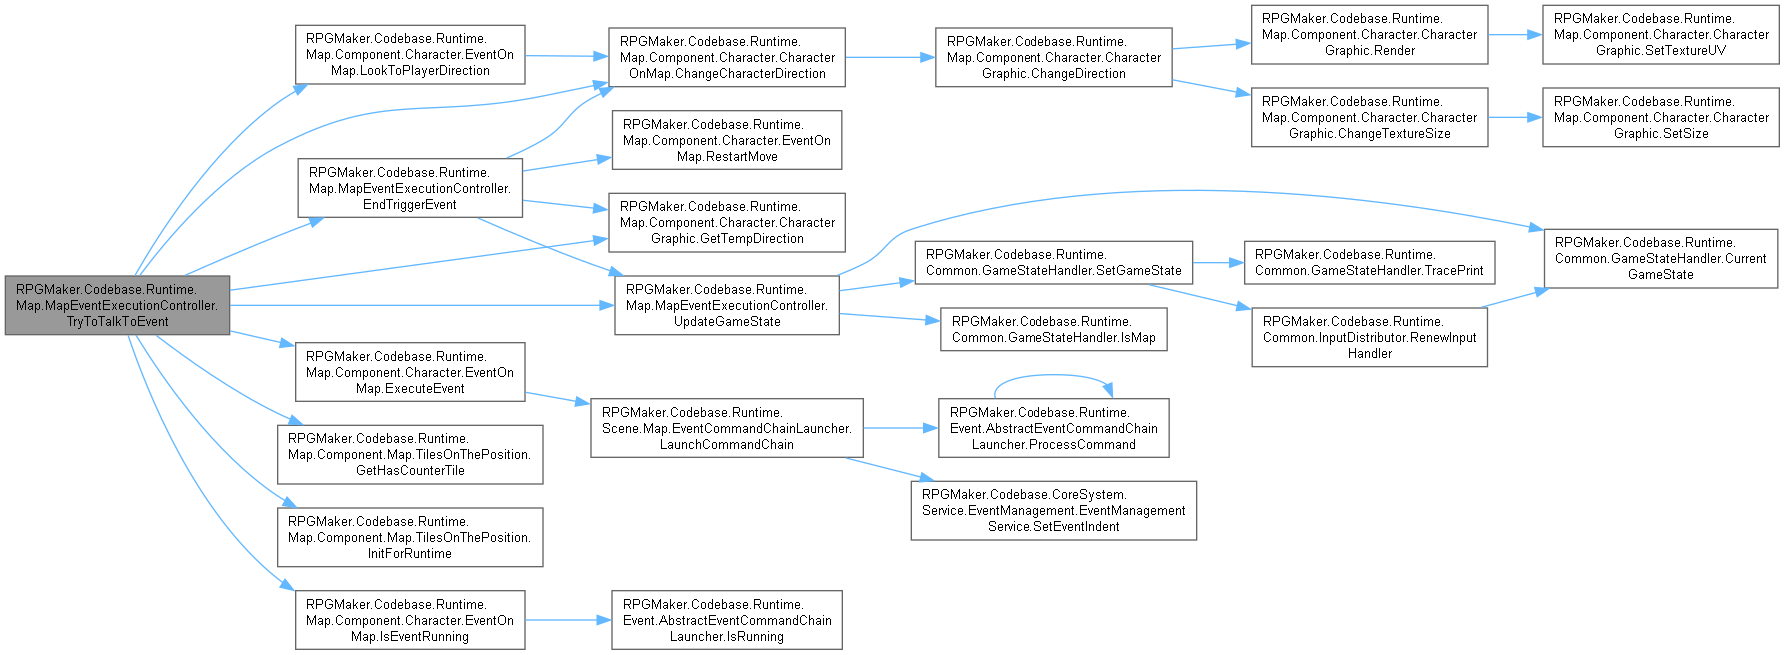 RPGMaker.Codebase.Runtime.
Map.MapEventExecutionController.
TryToTalkToEvent
RPGMaker.Codebase.Runtime.
Map.Component.Character.EventOn
Map.LookToPlayerDirection
RPGMaker.Codebase.Runtime.
Map.Component.Character.Character
OnMap.ChangeCharacterDirection
RPGMaker.Codebase.Runtime.
Map.Component.Character.Character
Graphic.ChangeDirection
RPGMaker.Codebase.Runtime.
Map.Component.Character.Character
Graphic.Render
RPGMaker.Codebase.Runtime.
Map.Component.Character.Character
Graphic.SetTextureUV
RPGMaker.Codebase.Runtime.
Map.Component.Character.Character
Graphic.ChangeTextureSize
RPGMaker.Codebase.Runtime.
Map.Component.Character.Character
Graphic.SetSize
RPGMaker.Codebase.Runtime.
Map.MapEventExecutionController.
EndTriggerEvent
RPGMaker.Codebase.Runtime.
Map.Component.Character.EventOn
Map.RestartMove
RPGMaker.Codebase.Runtime.
Map.Component.Character.Character
Graphic.GetTempDirection
RPGMaker.Codebase.Runtime.
Map.MapEventExecutionController.
UpdateGameState
RPGMaker.Codebase.Runtime.
Common.GameStateHandler.SetGameState
RPGMaker.Codebase.Runtime.
Common.GameStateHandler.TracePrint
RPGMaker.Codebase.Runtime.
Common.GameStateHandler.Current
GameState
RPGMaker.Codebase.Runtime.
Common.GameStateHandler.IsMap
RPGMaker.Codebase.Runtime.
Common.InputDistributor.RenewInput
Handler
RPGMaker.Codebase.Runtime.
Map.Component.Character.EventOn
Map.ExecuteEvent
RPGMaker.Codebase.Runtime.
Scene.Map.EventCommandChainLauncher.
LaunchCommandChain
RPGMaker.Codebase.Runtime.
Event.AbstractEventCommandChain
Launcher.ProcessCommand
RPGMaker.Codebase.CoreSystem.
Service.EventManagement.EventManagement
Service.SetEventIndent
RPGMaker.Codebase.Runtime.
Map.Component.Map.TilesOnThePosition.
GetHasCounterTile
RPGMaker.Codebase.Runtime.
Map.Component.Map.TilesOnThePosition.
InitForRuntime
RPGMaker.Codebase.Runtime.
Map.Component.Character.EventOn
Map.IsEventRunning
RPGMaker.Codebase.Runtime.
Event.AbstractEventCommandChain
Launcher.IsRunning